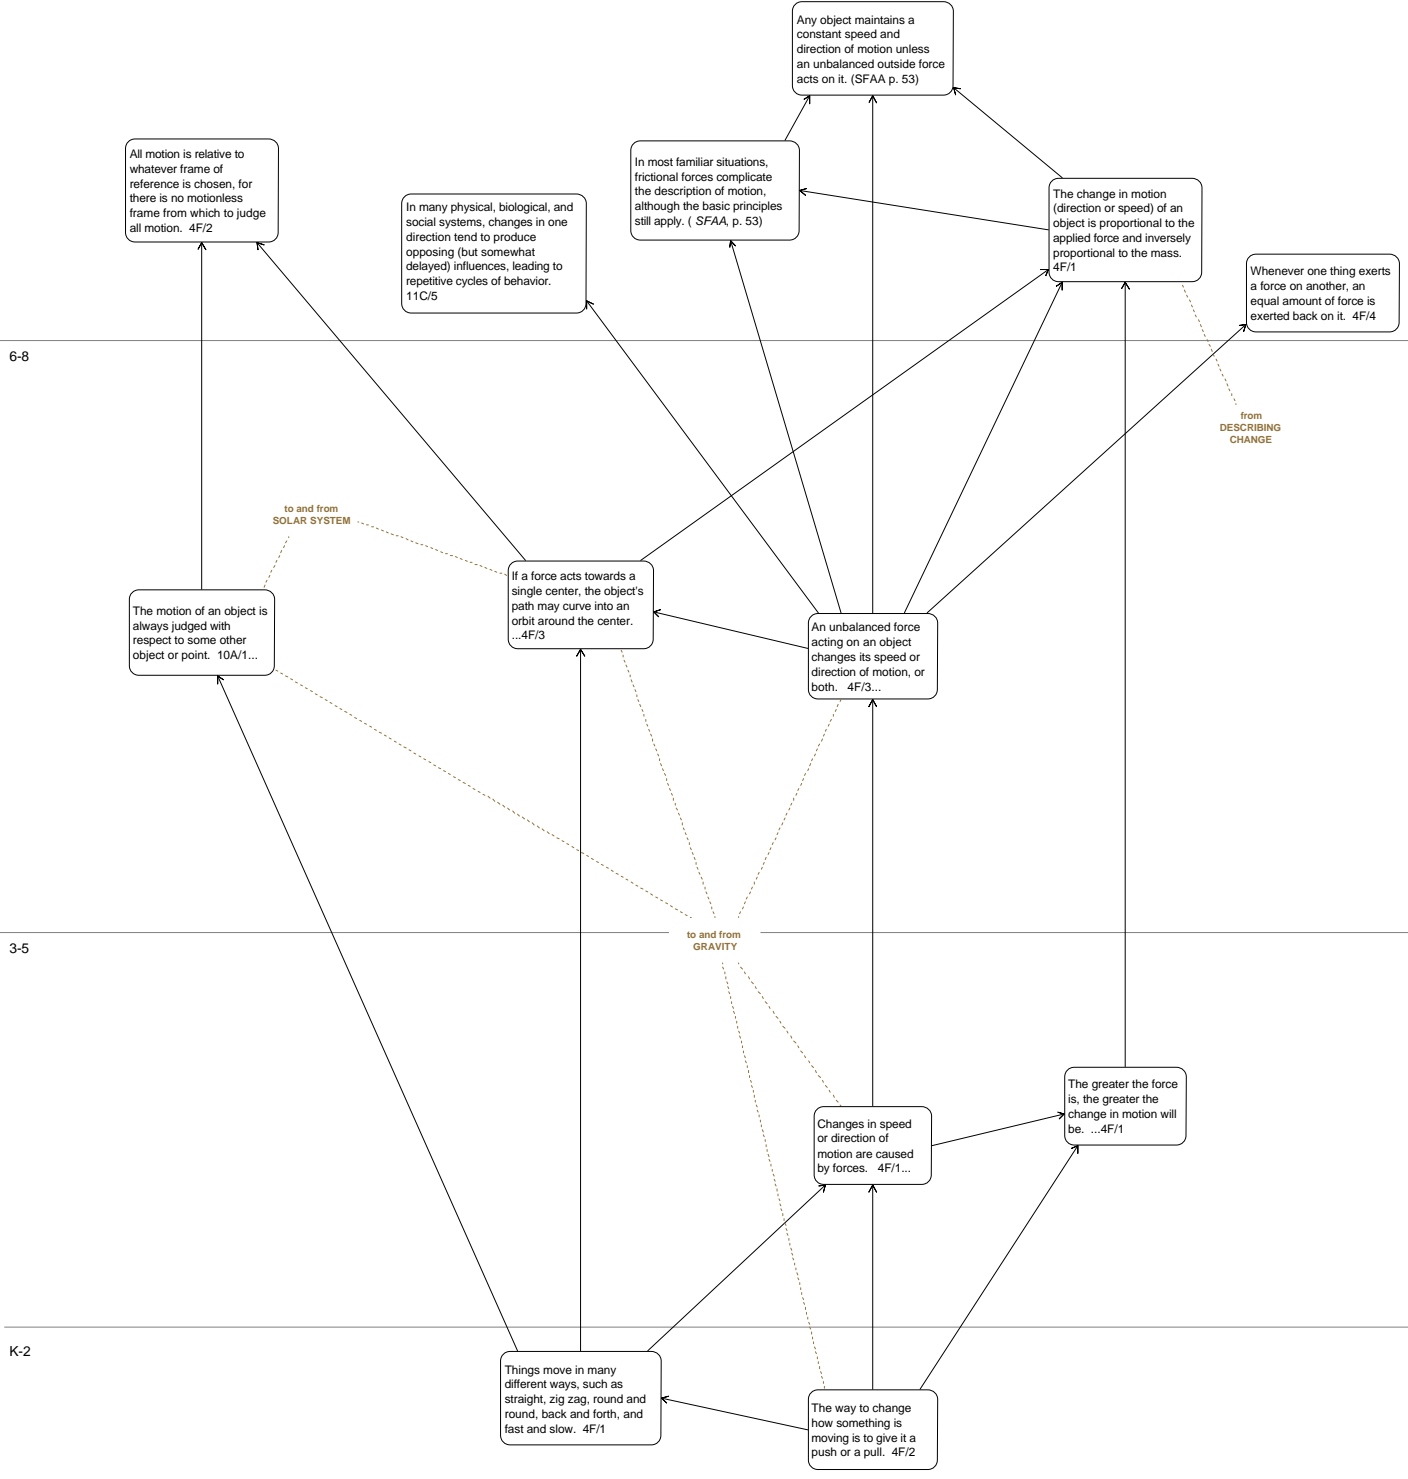 Any object maintains a
constant speed and
direction of motion unless
an unbalanced outside force
acts on it. (SFAA p. 53)
All motion is relative to
whatever frame of
reference is chosen, for
there is no motionless
frame from which to judge
all motion. 4F/2
In many physical, biological, and
social systems, changes in one
direction tend to produce
opposing (but somewhat
delayed) influences, leading to
repetitive cycles of behavior.
11C/5
In most familiar situations,
frictional forces complicate
the description of motion,
although the basic principles
still apply. ( SFAA, p. 53)
The change in motion
(direction or speed) of an
object is proportional to the
applied force and inversely
proportional to the mass.
4F/1
Whenever one thing exerts
a force on another, an
equal amount of force is
exerted back on it. 4F/4
6-8
from
DESCRIBING
CHANGE
to and from
SOLAR SYSTEM
The motion of an object is
always judged with
respect to some other
object or point. 10A/1...
If a force acts towards a
single center, the object's
path may curve into an
orbit around the center.
...4F/3
An unbalanced force
acting on an object
changes its speed or
direction of motion, or
both. 4F/3...
3-5
to and from
GRAVITY
Changes in speed
or direction of
motion are caused
by forces. 4F/1...
The greater the force
is, the greater the
change in motion will
be. ...4F/1
K-2
Things move in many
different ways, such as
straight, zig zag, round and
round, back and forth, and
fast and slow. 4F/1
The way to change
how something is
moving is to give it a
push or a pull. 4F/2